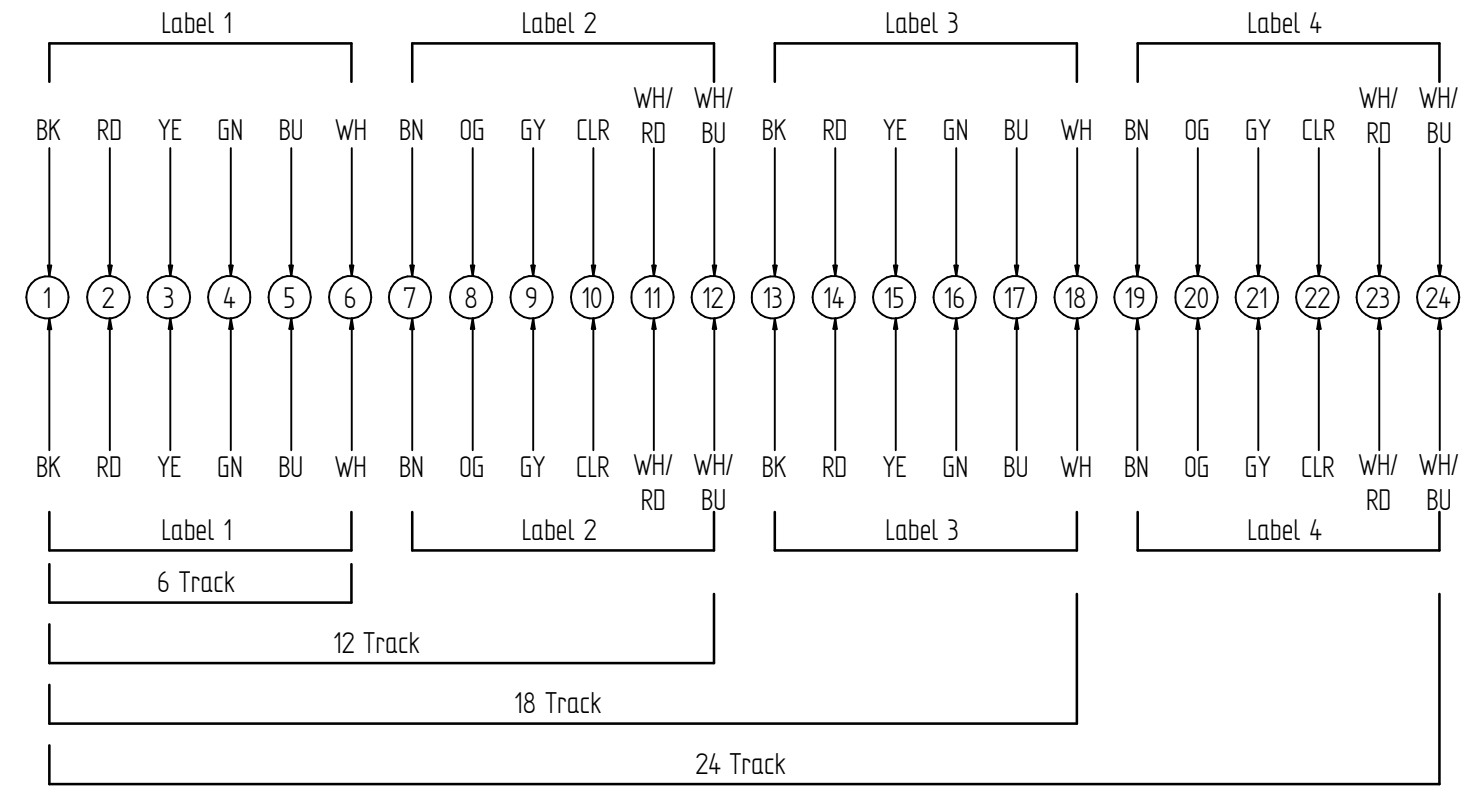 Label 1 Label 2 Label 3 Label 4
WH/ WH/ WH/ WH/
BK RD YE GN BU WH BN OG GY CLR RD BU BK RD YE GN BU WH BN OG GY CLR RD BU
1 2 3 4 5 6 7 8 9 10 11 12 13 14 15 16 17 18 19 20 21 22 23 24
BK RD YE GN BU WH BN OG GY CLR WH/ WH/ BK RD YE GN BU WH BN OG GY CLR WH/ WH/
RD BU RD BU
Label 1 Label 2 Label 3 Label 4
6 Track
12 Track
18 Track
24 Track